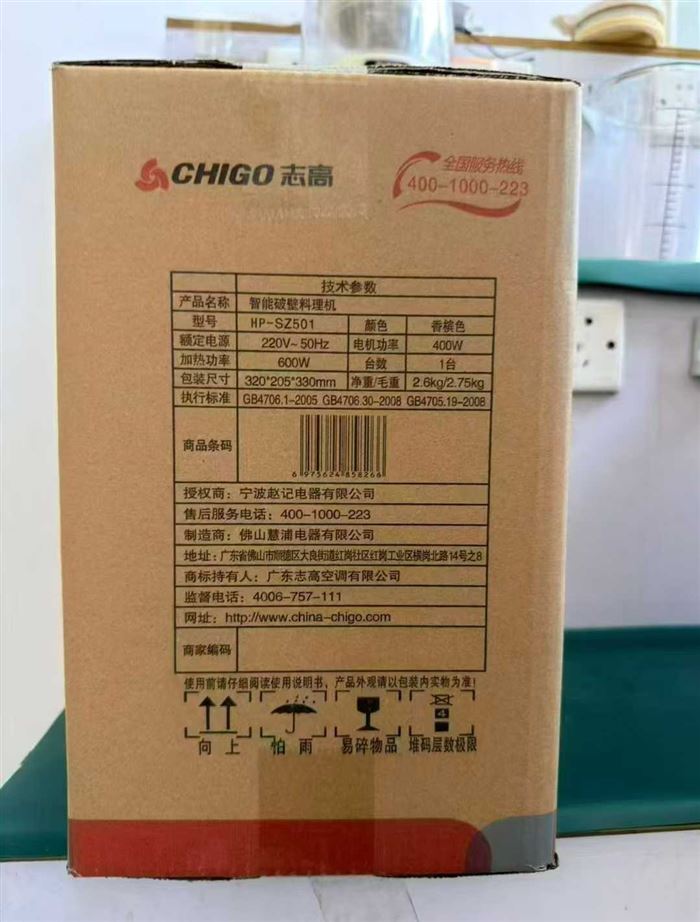 CHIGO 志高
全国服务热线
400-1000-223
技术参数
产品名称 智能破壁料理机
型号 HP-SZ501 颜色 香槟色
额定电源 220V~50Hz 电机功率 400W
加热功率 600W 台数 1台
包装尺寸 320*205*330mm 净重/毛重 2.6kg/2.75kg
执行标准 GB4706.1-2005 GB4706.30-2008 GB4705.19-2008
商品条码
6975624858266
授权商：宁波赵记电器有限公司
售后服务电话：400-1000-223
制造商：佛山慧浦电器有限公司
地址：广东省佛山市顺德区大良街道红岗社区红岗工业区横岗北路14号之8
商标持有人：广东志高空调有限公司
监督电话：4006-757-111
网址：http://www.china-chigo.com
商家编码
使用前请仔细阅读使用说明书、产品外观请以包装内实物为准！
4
向上 怕雨 易碎物品 堆码层数极限